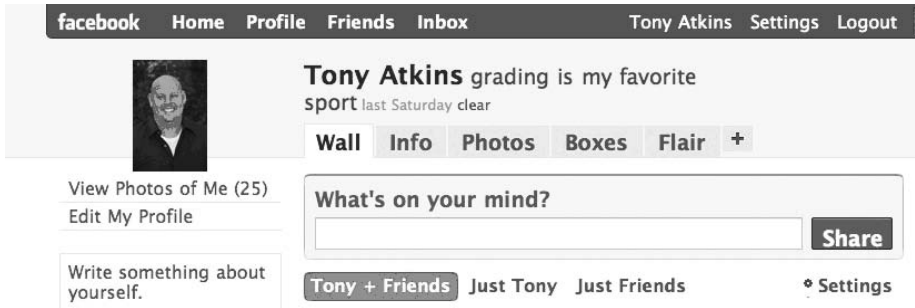 facebook Home Profile Friends Inbox Tony Atkins Settings Logout
Tony Atkins grading is my favorite
sport last Saturday clear
Wall Info Photos Boxes Flair +
View Photos of Me (25)
Edit My Profile
What's on your mind?
Share
Write something about
yourself.
Tony + Friends Just Tony Just Friends Settings